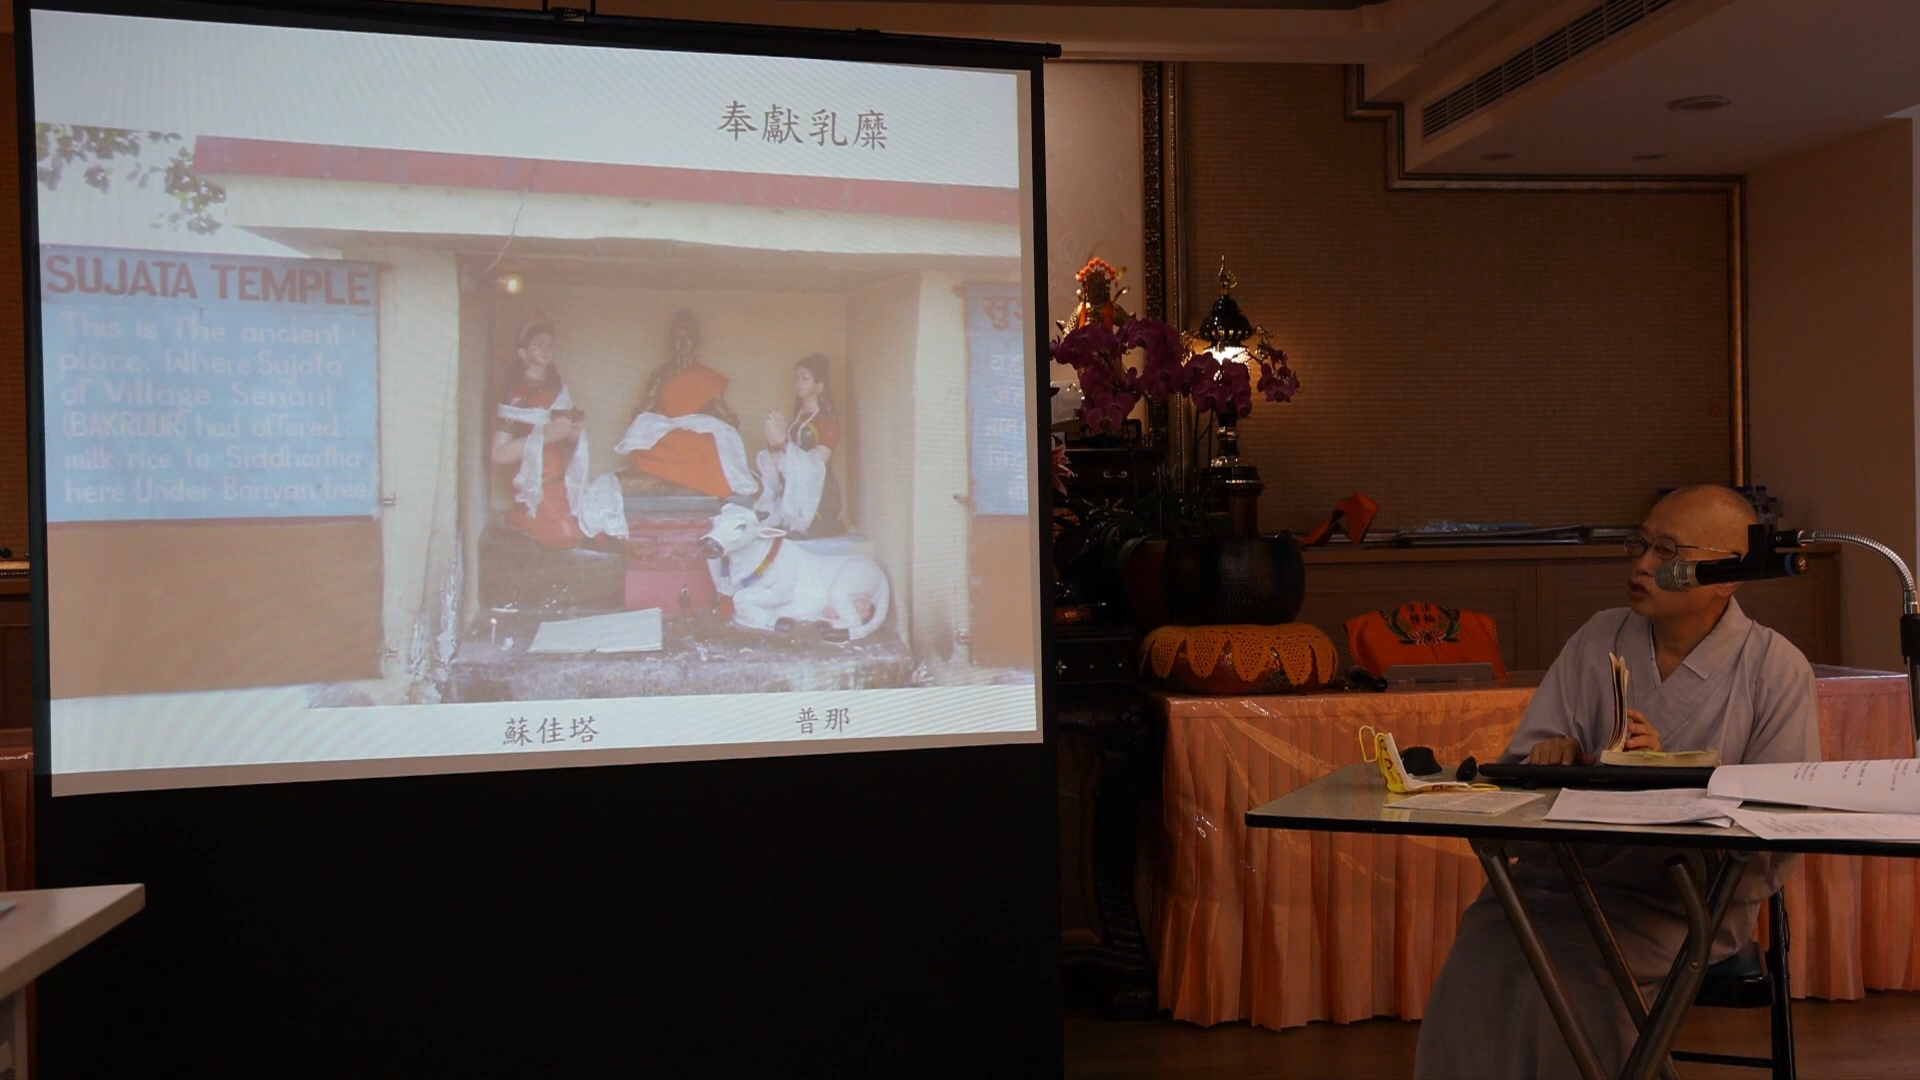 奉獻乳糜
SUJATA TEMPLE
This is The ancient
place. Where Sujata
of Village. Senani
(BAKROUR) had offered
milk-rice to Siddhartha
here Under Banyan tree
蘇佳塔
普那